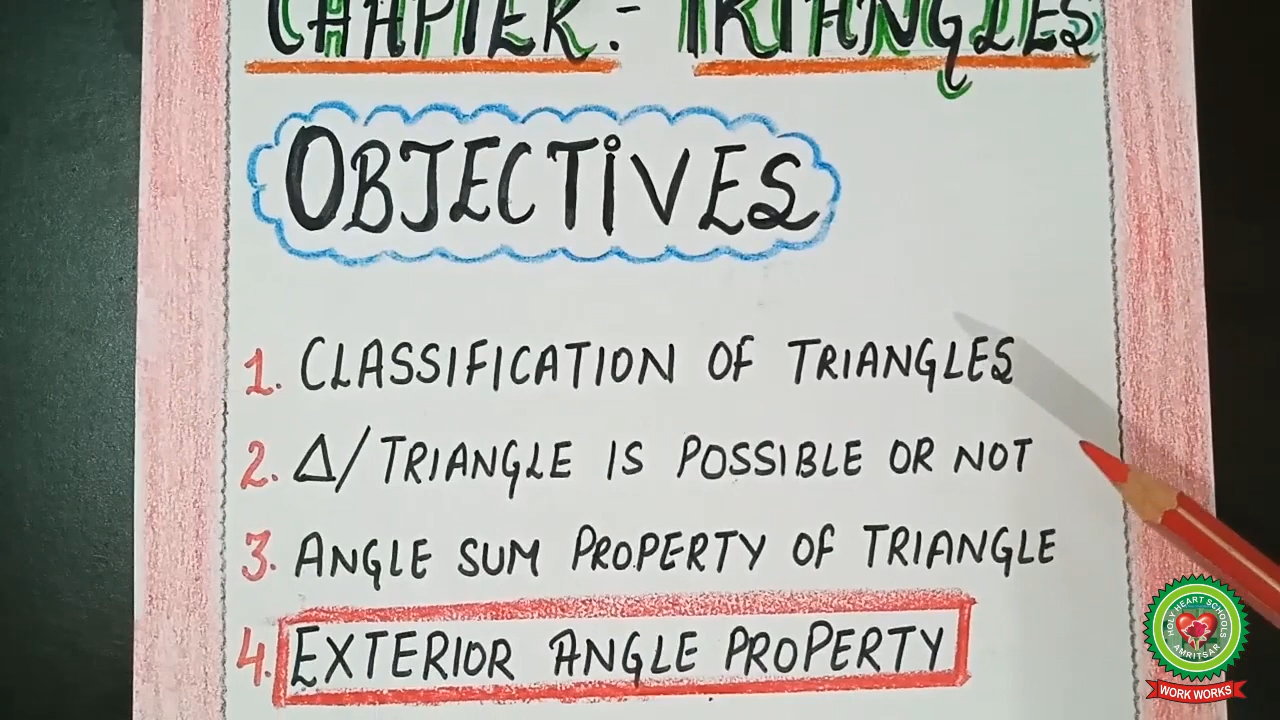 CHAPTER:- TRIANGLES
OBJECTIVES
1. CLASSIFICATION OF TRIANGLES
2. Δ/TRIANGLE IS POSSIBLE OR NOT
3. ANGLE SUM PROPERTY OF TRIANGLE
4. EXTERIOR ANGLE PROPERTY
HOLY HEART SCHOOLS
AMRITSAR
WORK WORKS